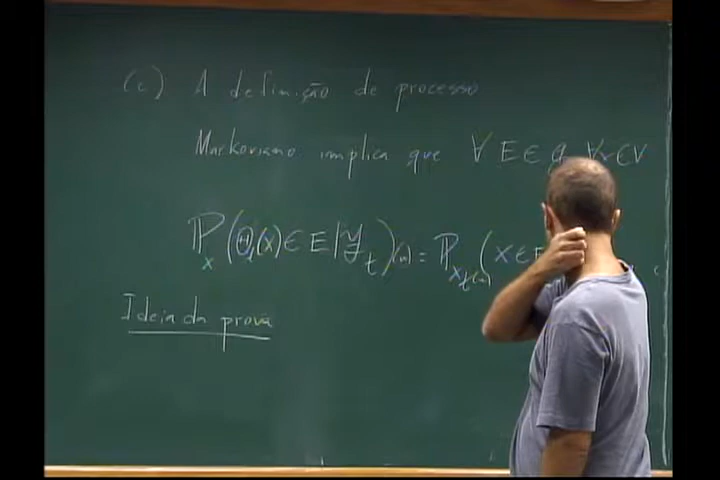 (c) A definição de processo
Markoviano implica que ∀ E ∈ G ∀x ∈ V
ℙ_x (Θ_t(X) ∈ E | 𝒴_t)(ω) = ℙ_{X_t(ω)} (X ∈ E
Ideia da prova